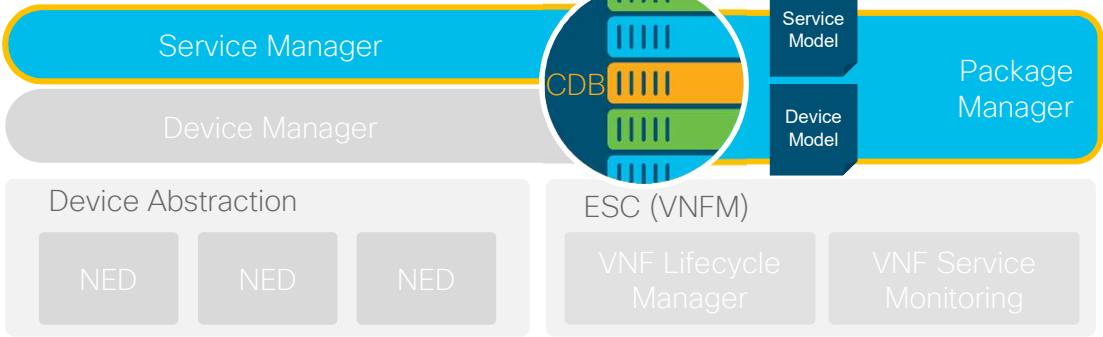 Service Manager
CDB
Service
Model
Package
Manager
Device Manager
Device
Model
Device Abstraction
NED
NED
NED
ESC (VNFM)
VNF Lifecycle
Manager
VNF Service
Monitoring